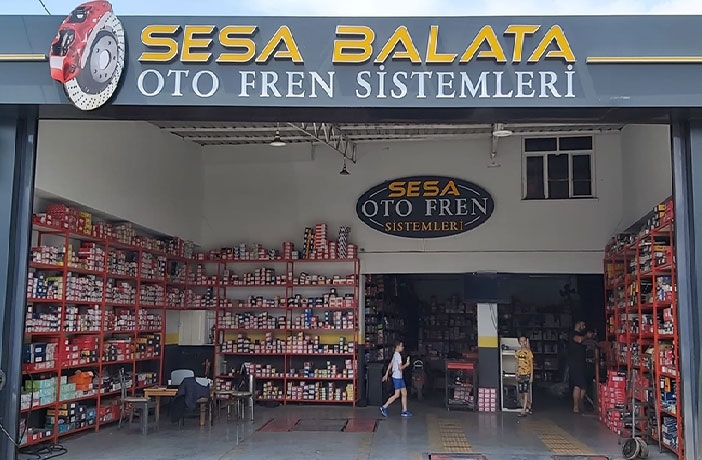 SESA BALATA
OTO FREN SİSTEMLERİ
SESA
OTO FREN
SİSTEMLERİ